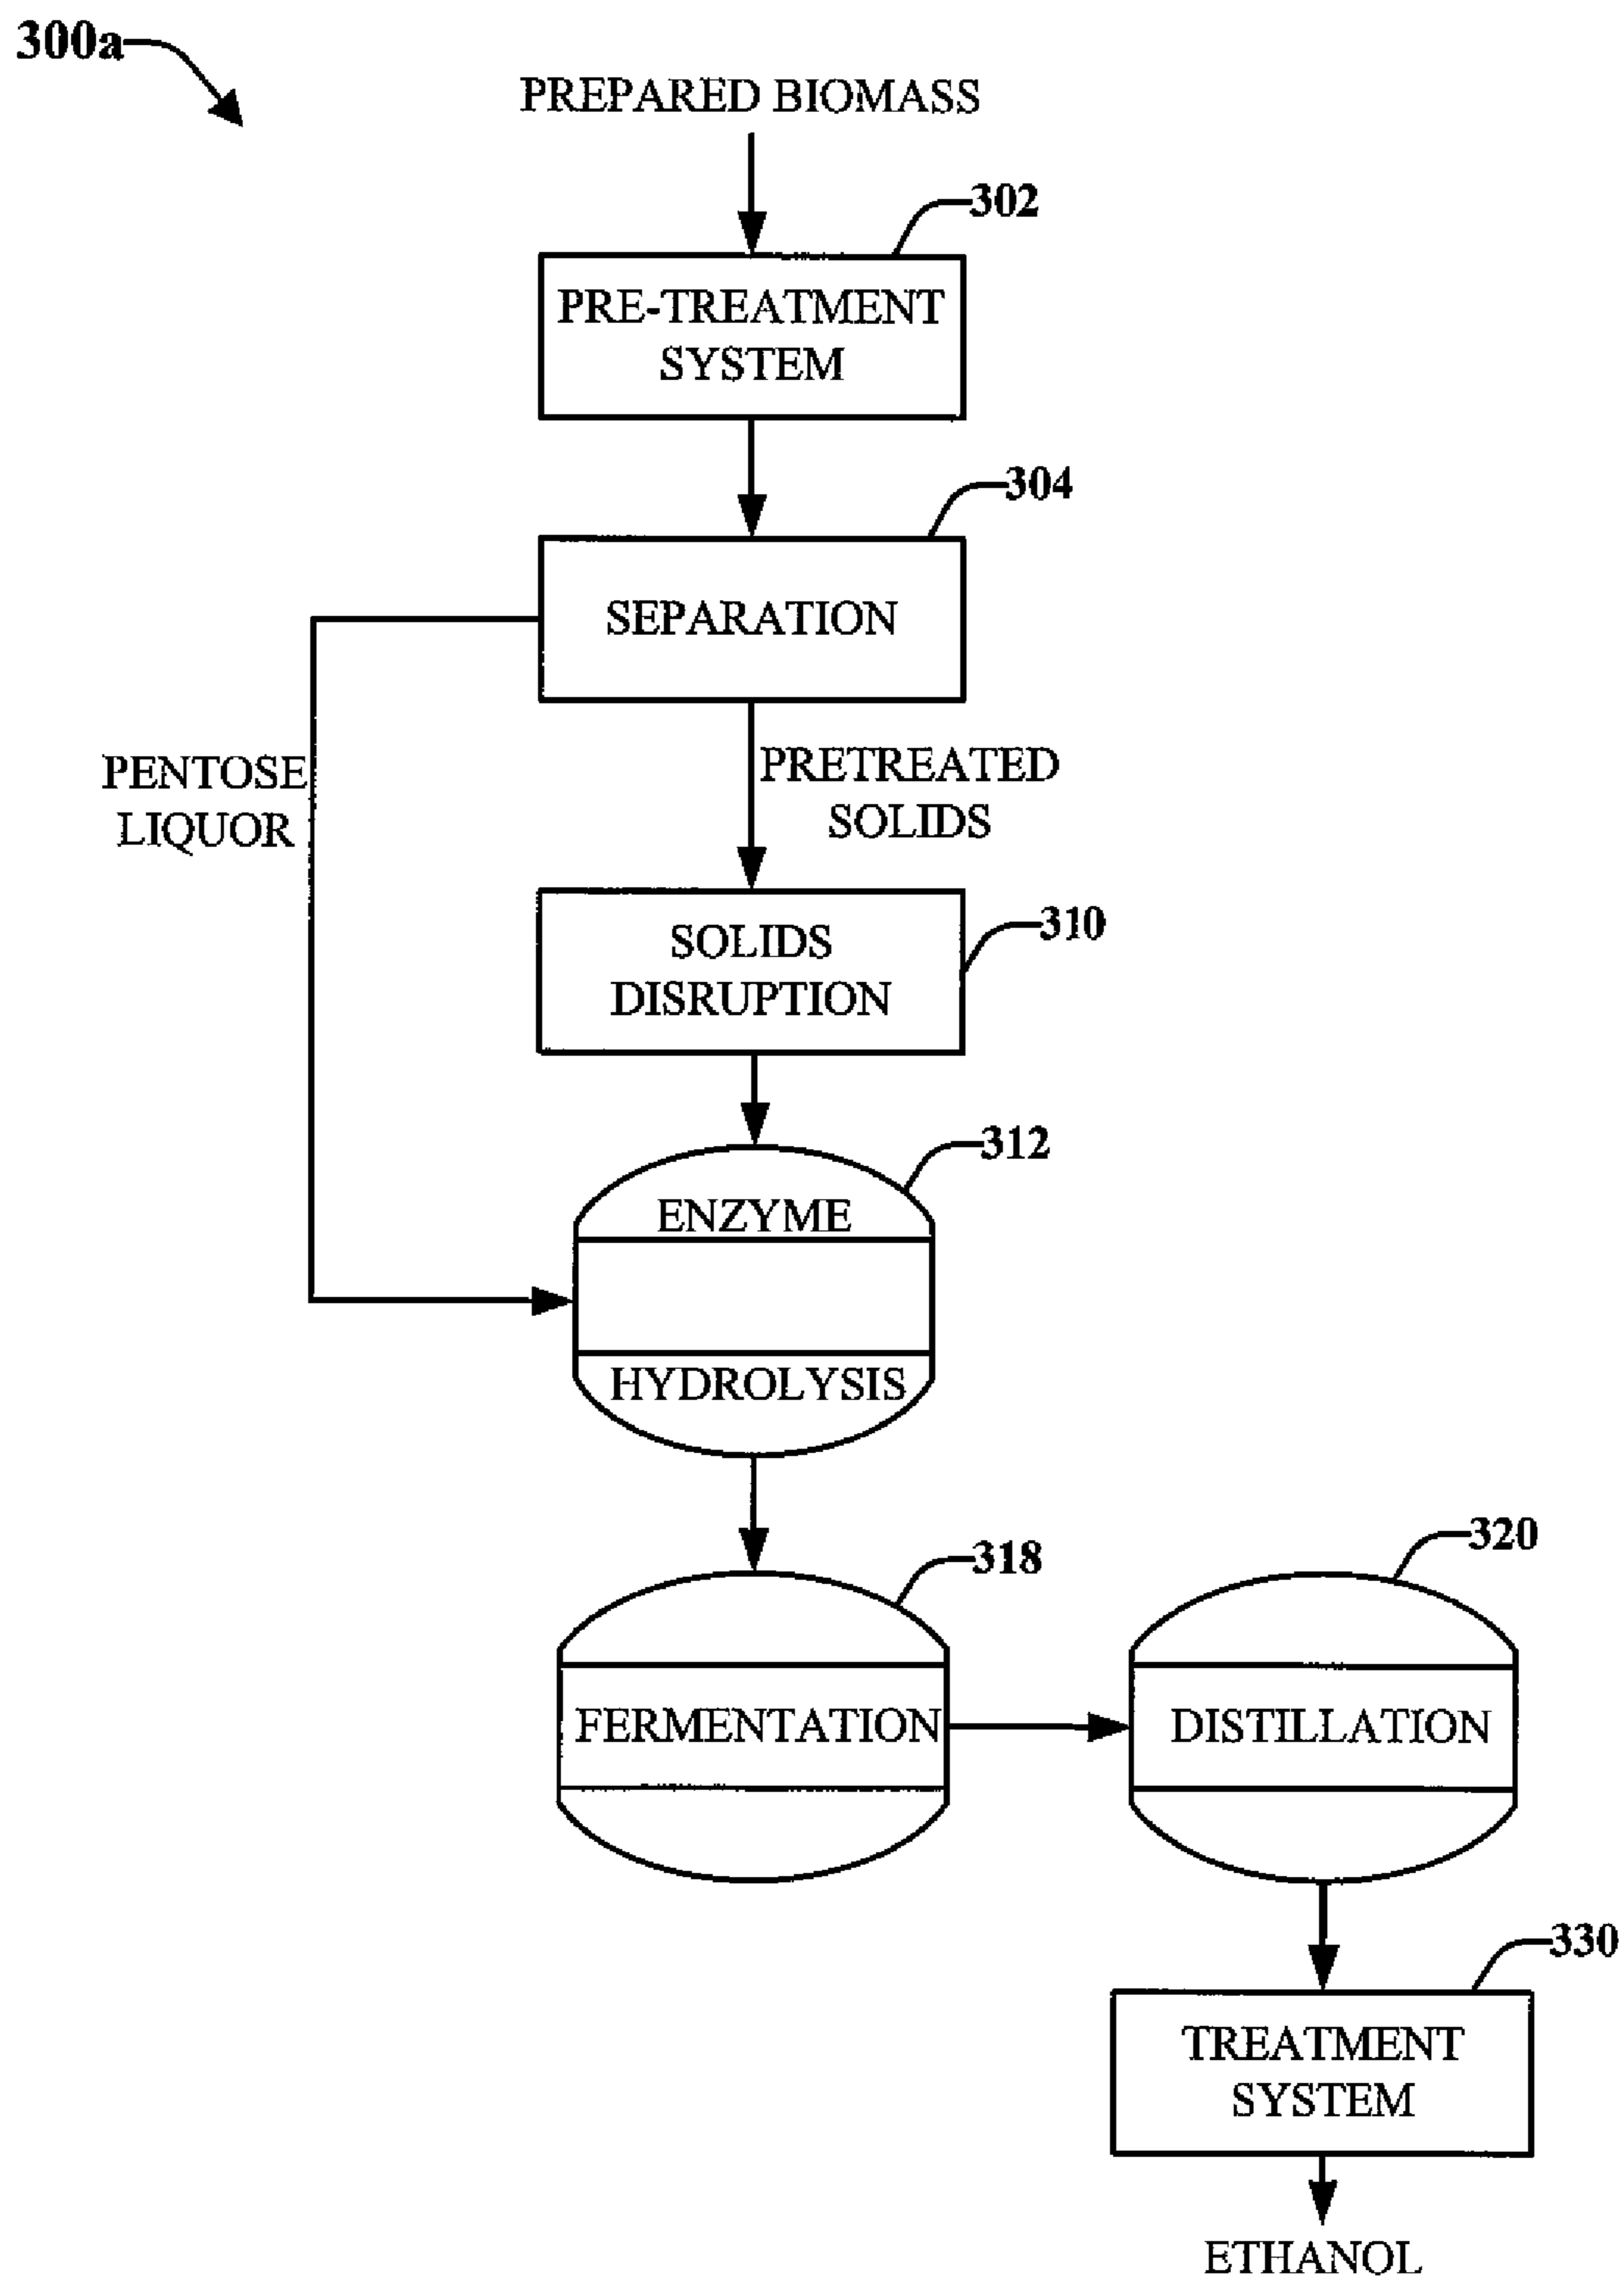 300a
PREPARED BIOMASS
302
PRE-TREATMENT
SYSTEM
304
SEPARATION
PENTOSE
LIQUOR
PRETREATED
SOLIDS
310
SOLIDS
DISRUPTION
312
ENZYME
HYDROLYSIS
318
FERMENTATION
320
DISTILLATION
330
TREATMENT
SYSTEM
ETHANOL